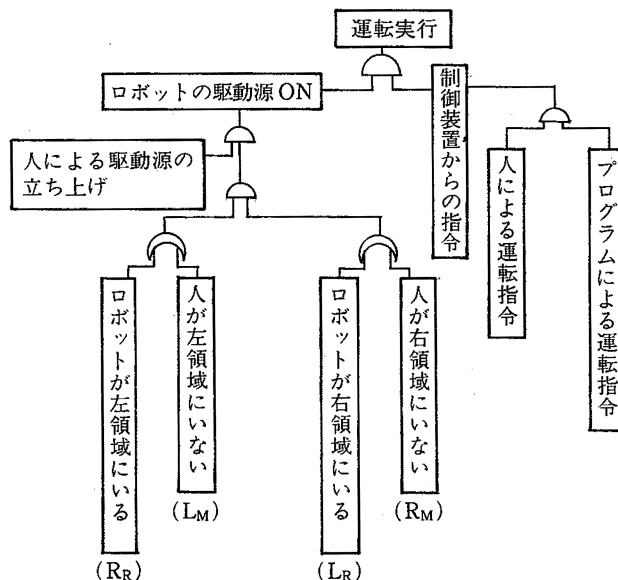 運転実行
ロボットの駆動源ON
制御装置からの指令
人による駆動源の
立ち上げ
人による運転指令
プログラムによる運転指令
ロボットが左領域にいる
人が左領域にいない
ロボットが右領域にいる
人が右領域にいない
(LM)
(RM)
(RR)
(LR)